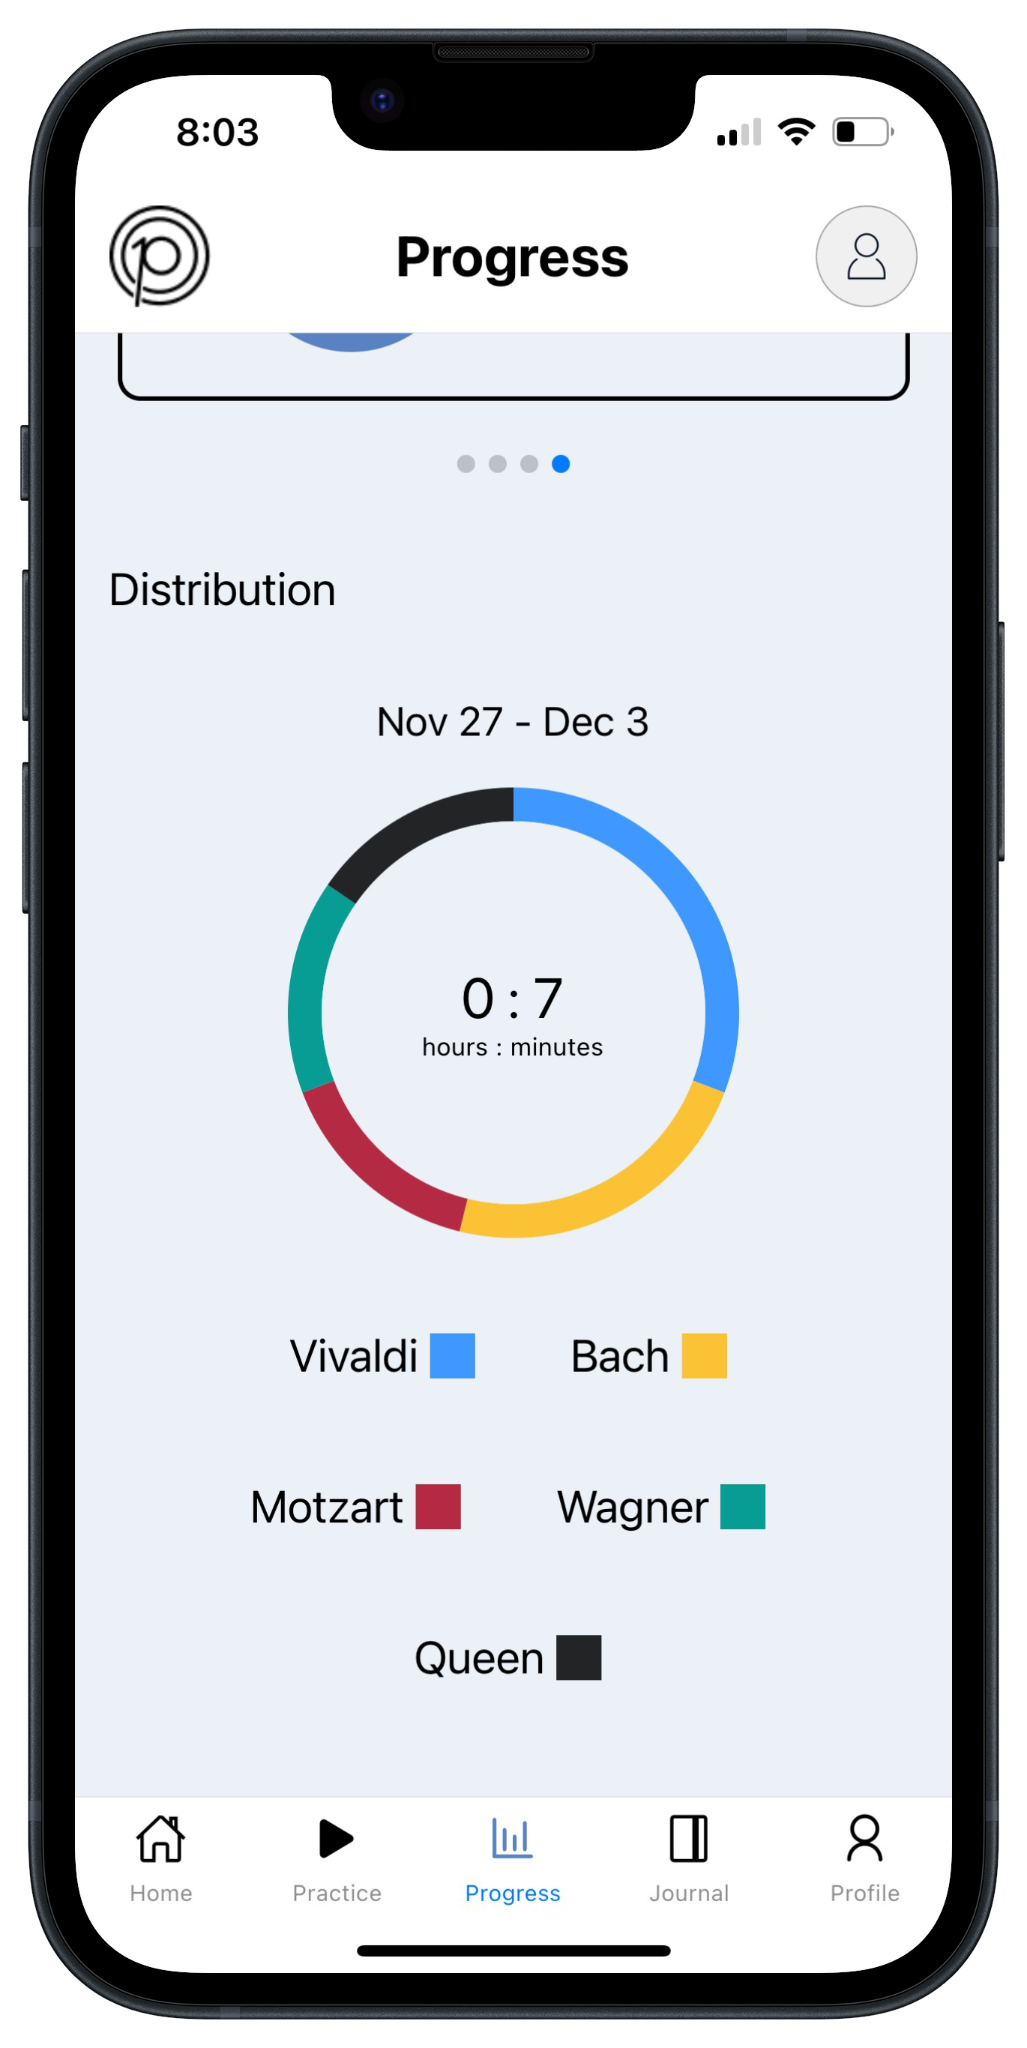 8:03
Progress
Distribution
Nov 27 - Dec 3
0 : 7
hours : minutes
Vivaldi
Bach
Motzart
Wagner
Queen
Home
Practice
Progress
Journal
Profile